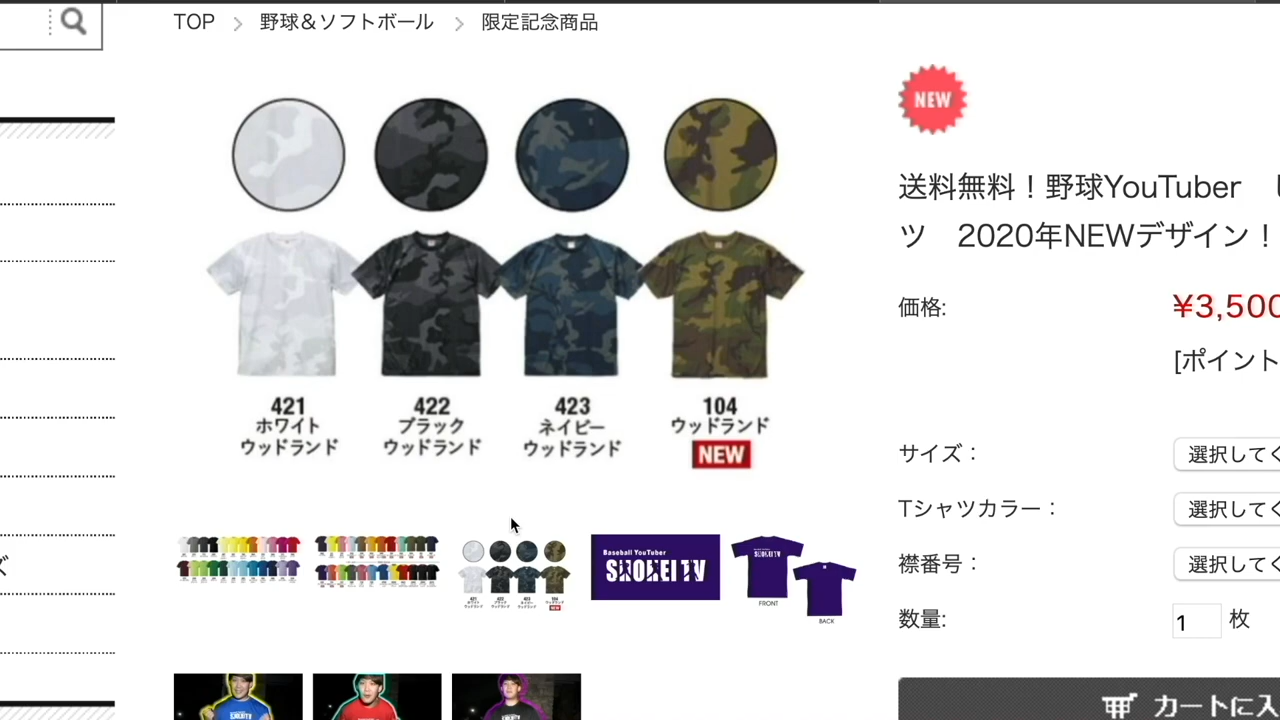 TOP > 野球＆ソフトボール > 限定記念商品
NEW
送料無料！野球YouTuber
ツ　2020年NEWデザイン！
価格:
¥3,500
[ポイント
サイズ：
選択してく
Tシャツカラー：
選択してく
襟番号：
選択してく
数量:
1 枚
カートに入
421
ホワイト
ウッドランド
422
ブラック
ウッドランド
423
ネイビー
ウッドランド
104
ウッドランド
NEW
Baseball YouTuber
SHOHEI TV
FRONT
BACK
ズ